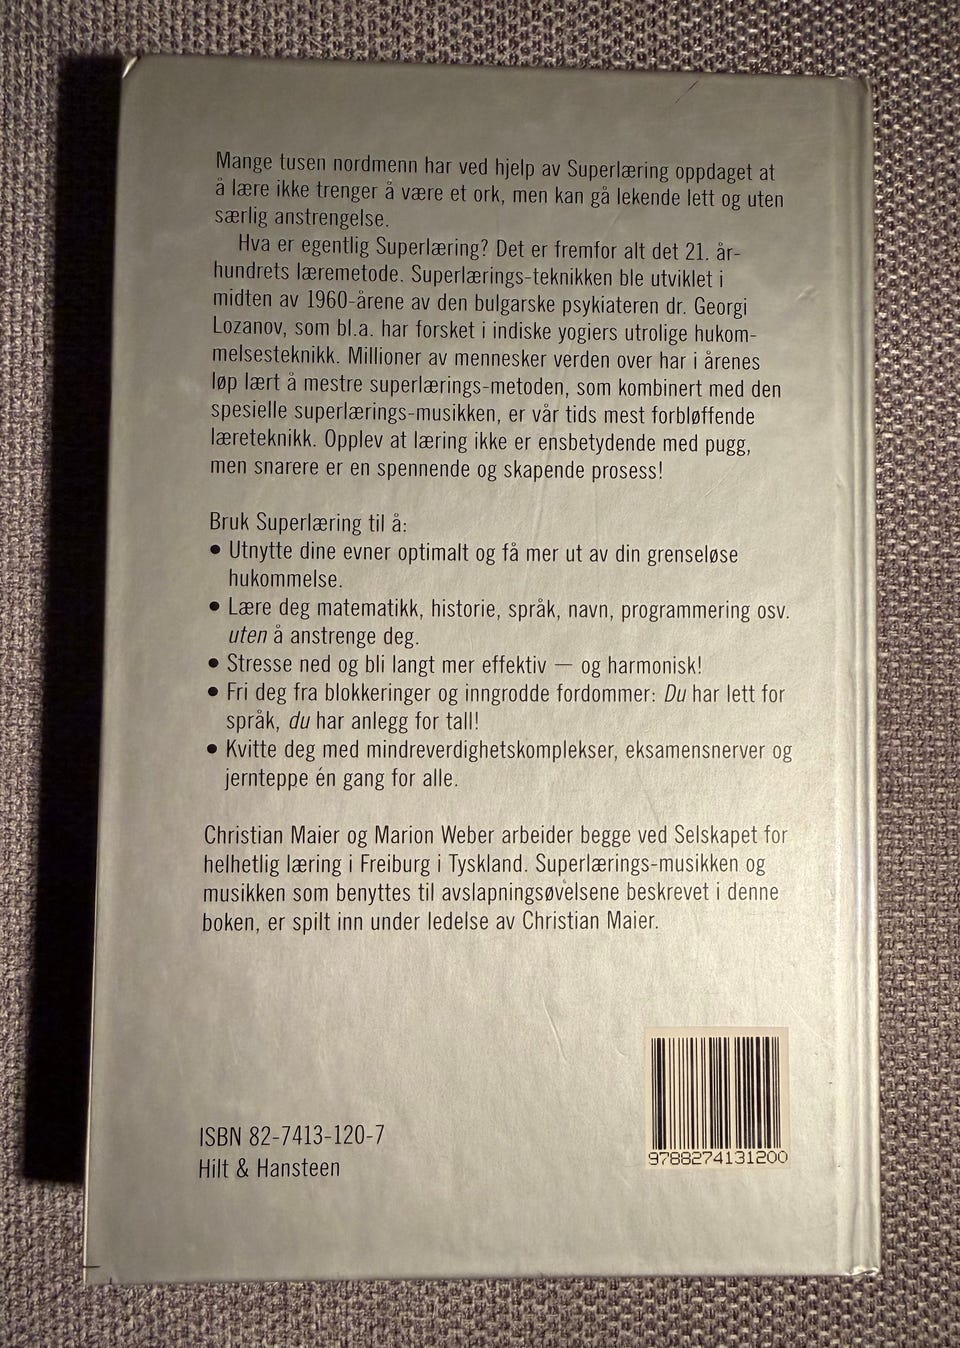 Mange tusen nordmenn har ved hjelp av Superlæring oppdaget at
å lære ikke trenger å være et ork, men kan gå lekende lett og uten
særlig anstrengelse.
Hva er egentlig Superlæring? Det er fremfor alt det 21. år-
hundrets læremetode. Superlærings-teknikken ble utviklet i
midten av 1960-årene av den bulgarske psykiateren dr. Georgi
Lozanov, som bl.a. har forsket i indiske yogiers utrolige hukom-
melsesteknikk. Millioner av mennesker verden over har i årenes
løp lært å mestre superlærings-metoden, som kombinert med den
spesielle superlærings-musikken, er vår tids mest forbløffende
læreteknikk. Opplev at læring ikke er ensbetydende med pugg,
men snarere er en spennende og skapende prosess!
Bruk Superlæring til å:
• Utnytte dine evner optimalt og få mer ut av din grenseløse
hukommelse.
• Lære deg matematikk, historie, språk, navn, programmering osv.
uten å anstrenge deg.
• Stresse ned og bli langt mer effektiv — og harmonisk!
• Fri deg fra blokkeringer og inngrodde fordommer: Du har lett for
språk, du har anlegg for tall!
• Kvitte deg med mindreverdighetskomplekser, eksamensnerver og
jernteppe én gang for alle.
Christian Maier og Marion Weber arbeider begge ved Selskapet for
helhetlig læring i Freiburg i Tyskland. Superlærings-musikken og
musikken som benyttes til avslapningsøvelsene beskrevet i denne
boken, er spilt inn under ledelse av Christian Maier.
ISBN 82-7413-120-7
Hilt & Hansteen
9788274131200